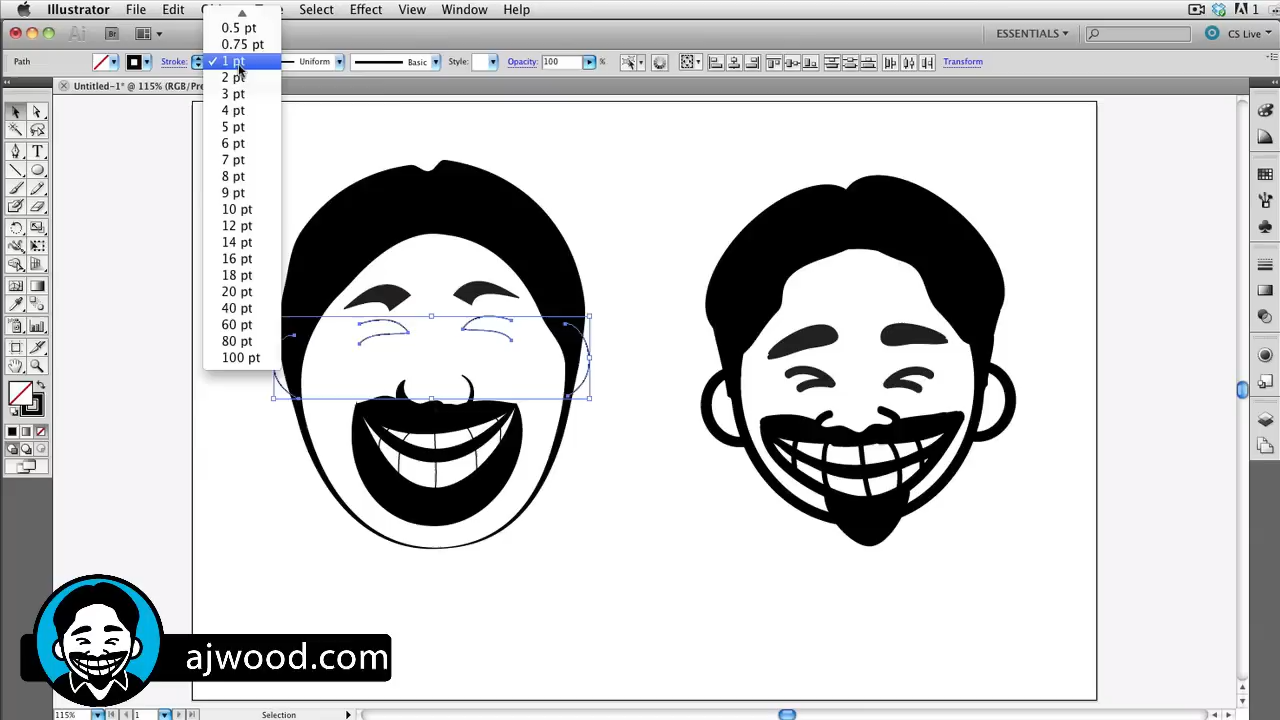 Illustrator File Edit Select Effect View Window Help 1
Br ESSENTIALS CS Live
Path Stroke: Uniform Basic Style: Opacity: 100 % Transform
Untitled-1* @ 115% (RGB/Pre
0.5 pt
0.75 pt
✓ 1 pt
2 pt
3 pt
4 pt
5 pt
6 pt
7 pt
8 pt
9 pt
10 pt
12 pt
14 pt
16 pt
18 pt
20 pt
40 pt
60 pt
80 pt
100 pt
ajwood.com
115% 1 Selection